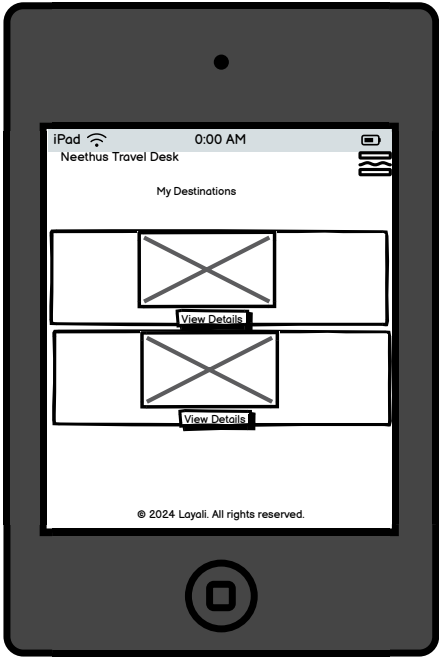 iPad 0:00 AM
Neethus Travel Desk
My Destinations
View Details
View Details
© 2024 Layali. All rights reserved.